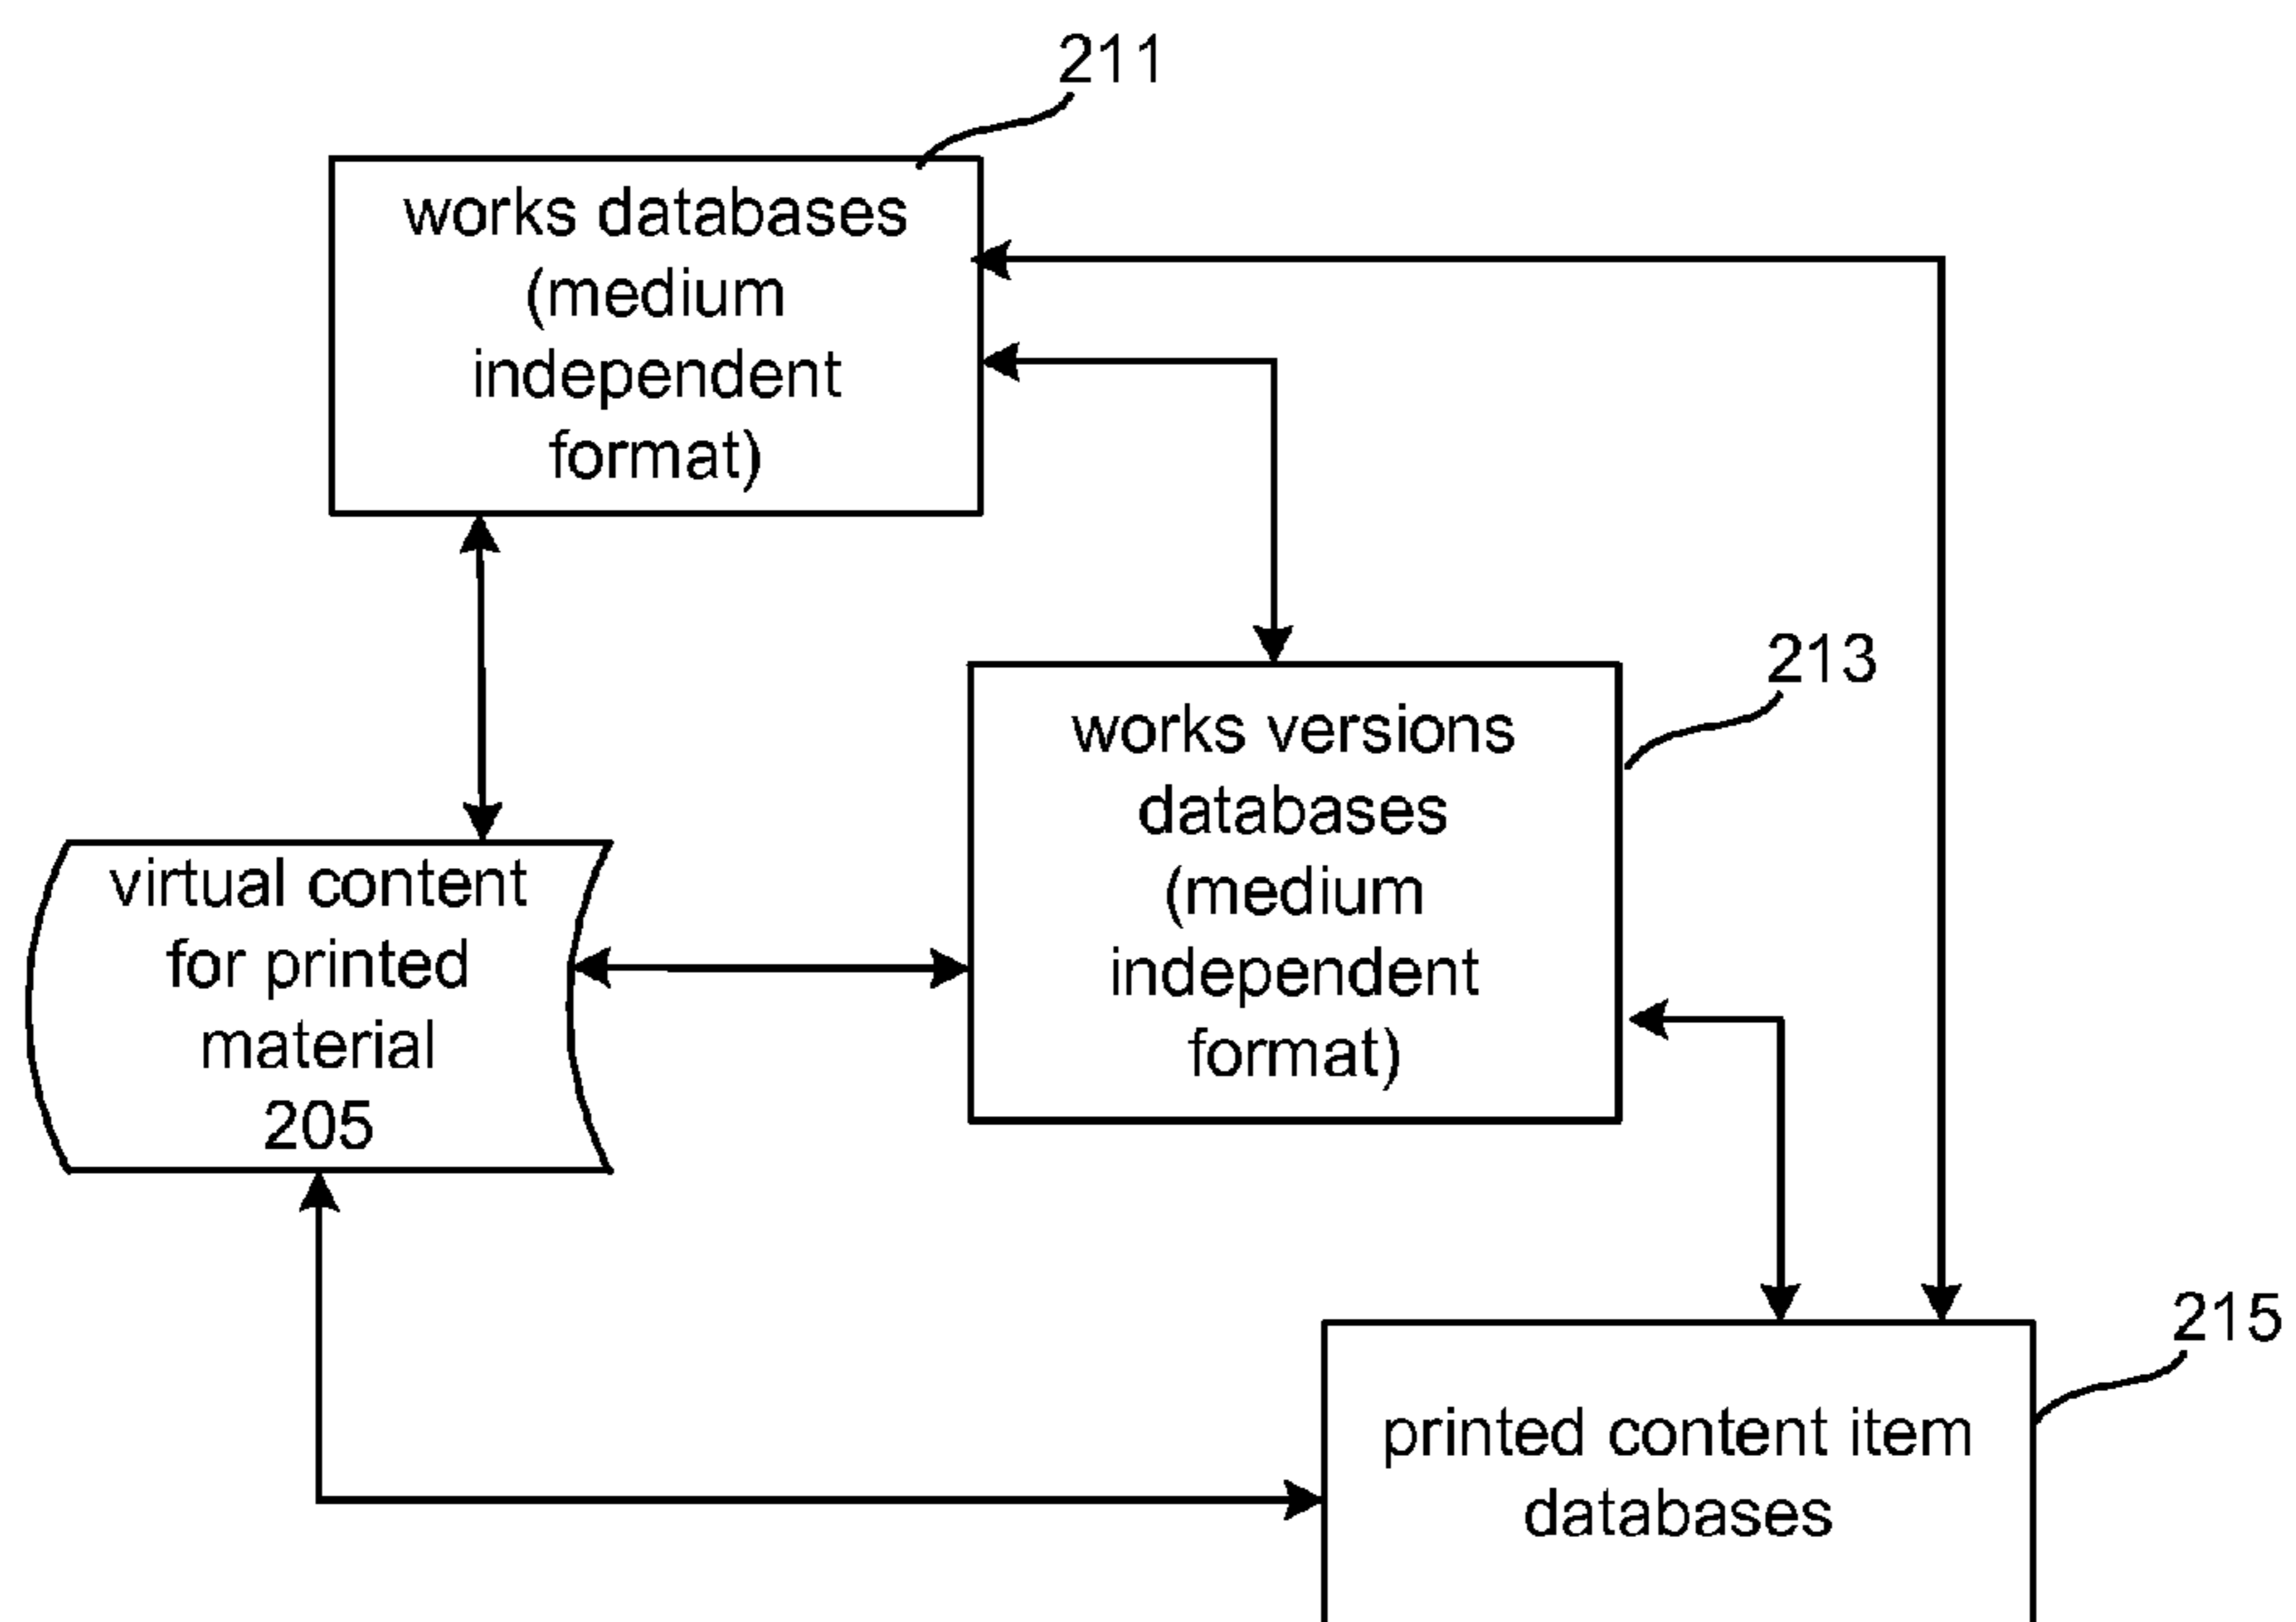 211
works databases
(medium
independent
format)
213
works versions
databases
(medium
independent
format)
virtual content
for printed
material
205
215
printed content item
databases